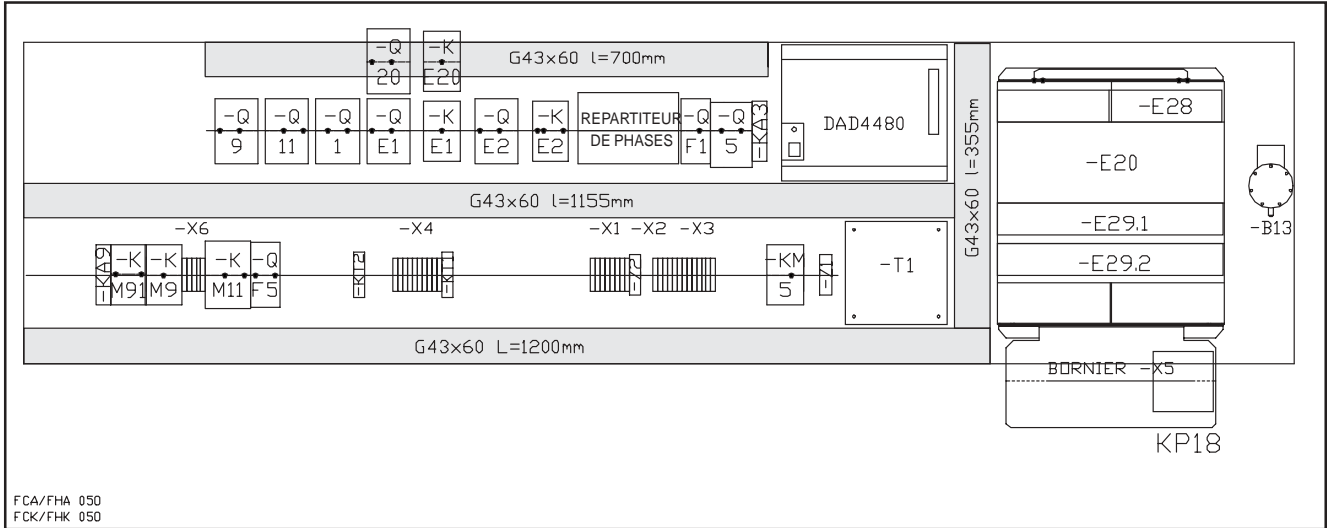 -Q
20
-K
E20
G43x60 l=700mm
-Q
9
-Q
11
-Q
1
-Q
E1
-K
E1
-Q
E2
-K
E2
REPARTITEUR
DE PHASES
-Q
F1
-Q
5
-KA3
DAD4480
G43x60 l=355mm
-E28
-E20
-E29.1
-E29.2
-B13
G43x60 l=1155mm
-X6
-X4
-X1 -X2 -X3
-KA9
-K
M91
-K
M9
-K
M11
-Q
F5
-KT2
-KT1
-Z2
-KM
5
-Z1
-T1
G43x60 L=1200mm
BORNIER -X5
KP18
FCA/FHA 050
FCK/FHK 050